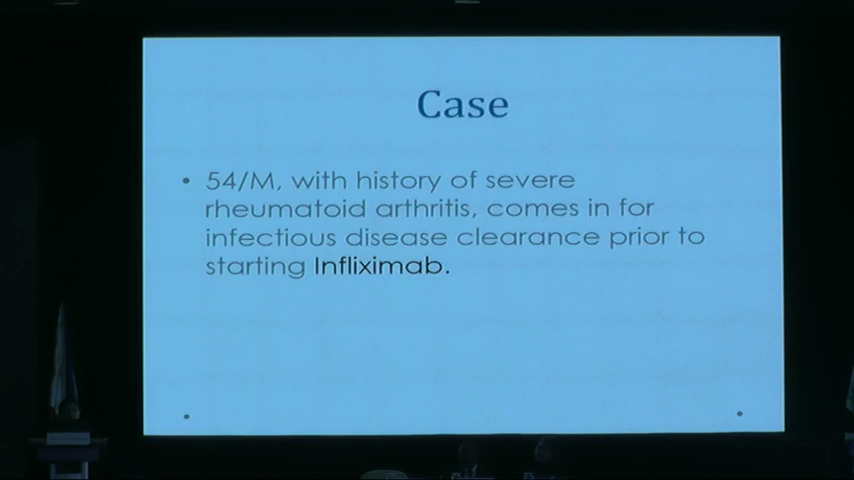 Case
• 54/M, with history of severe
rheumatoid arthritis, comes in for
infectious disease clearance prior to
starting Infliximab.